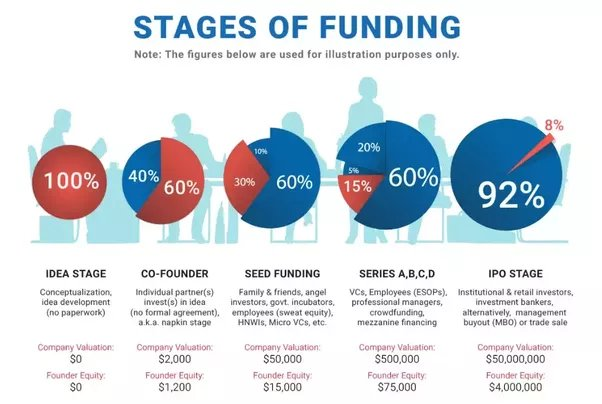 STAGES OF FUNDING
Note: The figures below are used for illustration purposes only.
100%
40%
60%
10%
30%
60%
20%
5%
15%
60%
8%
92%
IDEA STAGE
Conceptualization,
idea development
(no paperwork)
Company Valuation:
$0
Founder Equity:
$0
CO-FOUNDER
Individual partner(s)
invest(s) in idea
(no formal agreement),
a.k.a. napkin stage
Company Valuation:
$2,000
Founder Equity:
$1,200
SEED FUNDING
Family & friends, angel
investors, govt. incubators,
employees (sweat equity),
HNWIs, Micro VCs, etc.
Company Valuation:
$50,000
Founder Equity:
$15,000
SERIES A,B,C,D
VCs, Employees (ESOPs),
professional managers,
crowdfunding,
mezzanine financing
Company Valuation:
$500,000
Founder Equity:
$75,000
IPO STAGE
Institutional & retail investors,
investment bankers,
alternatively, management
buyout (MBO) or trade sale
Company Valuation:
$50,000,000
Founder Equity:
$4,000,000